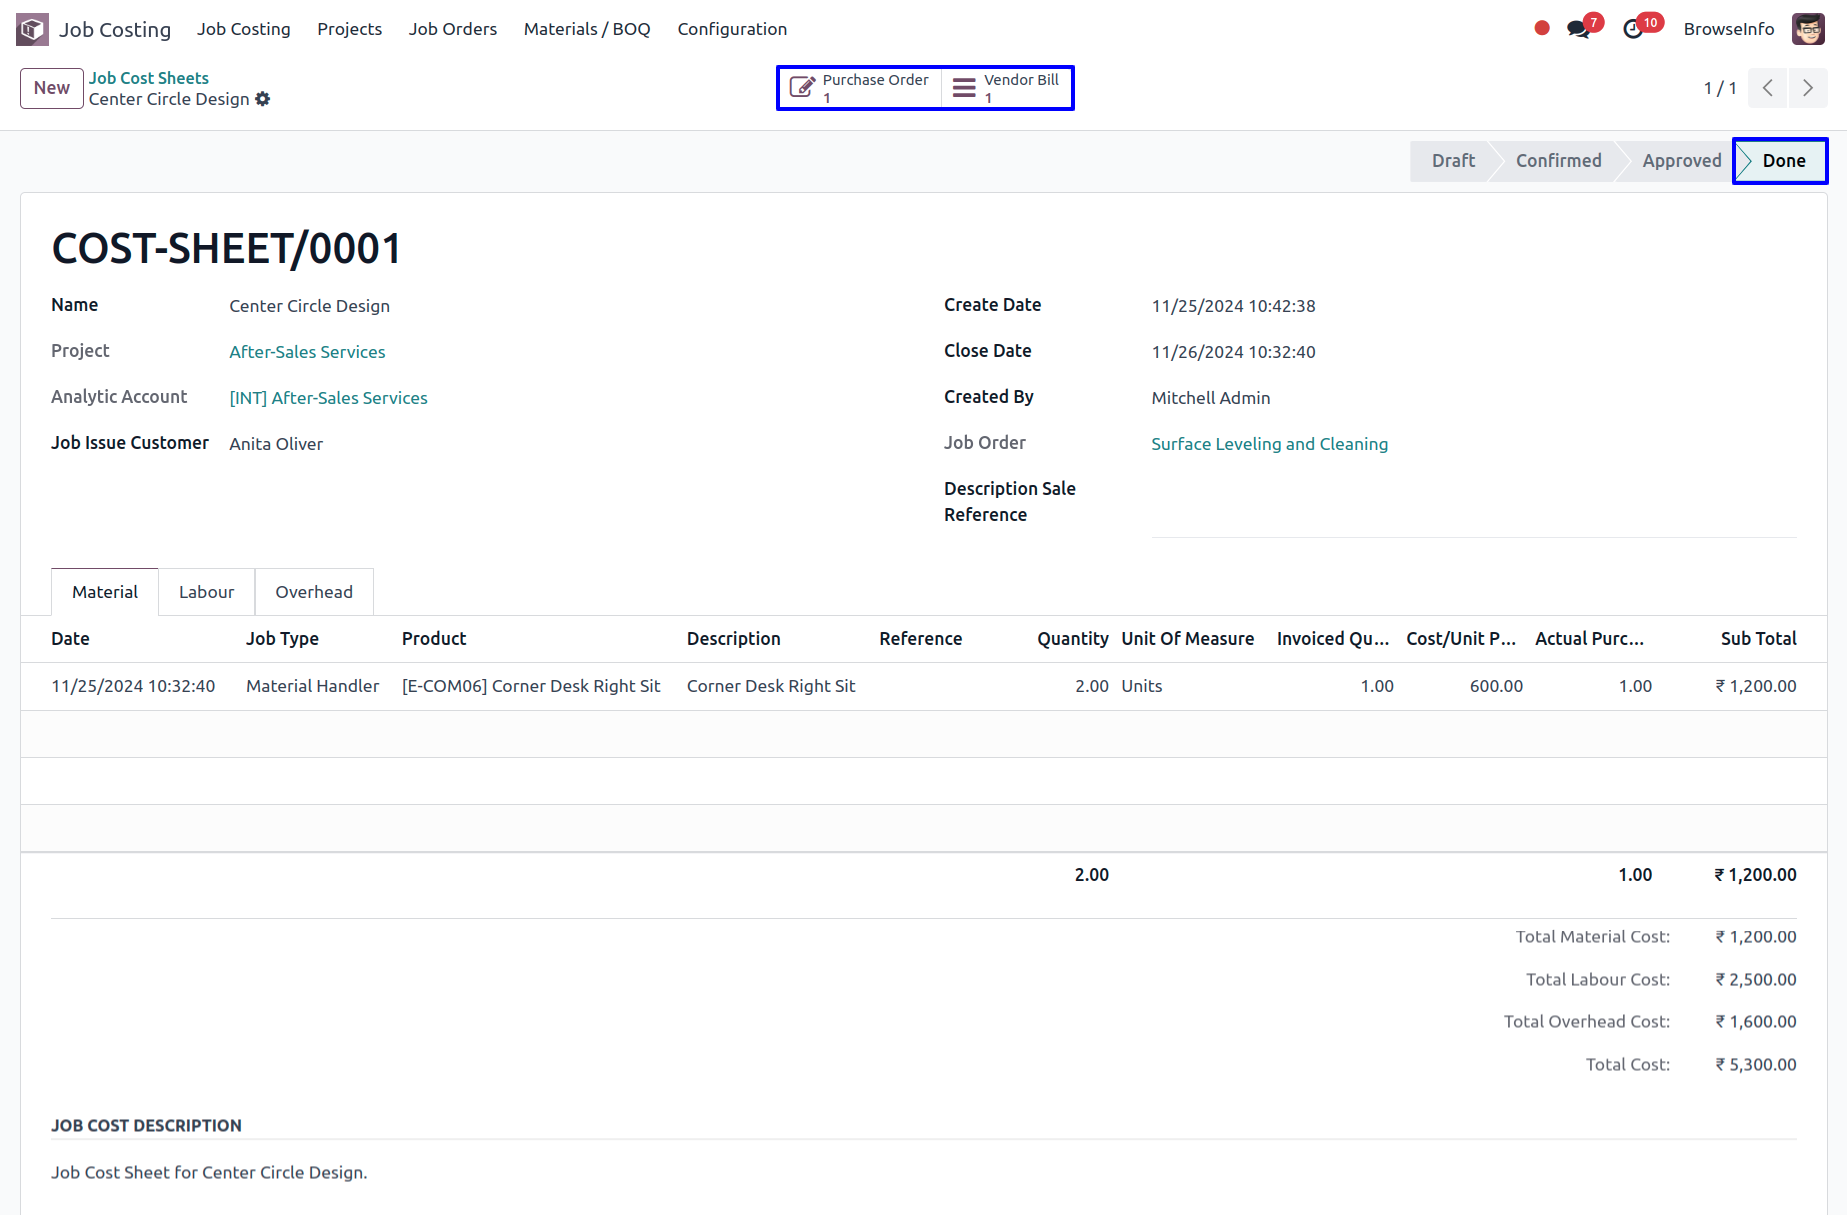 Job Costing Job Costing Projects Job Orders Materials / BOQ Configuration 7 10 BrowseInfo
New Job Cost Sheets
Center Circle Design
Purchase Order
1
Vendor Bill
1
1 / 1
Draft Confirmed Approved Done
COST-SHEET/0001
Name Center Circle Design
Project After-Sales Services
Analytic Account [INT] After-Sales Services
Job Issue Customer Anita Oliver
Create Date 11/25/2024 10:42:38
Close Date 11/26/2024 10:32:40
Created By Mitchell Admin
Job Order Surface Leveling and Cleaning
Description Sale
Reference
Material Labour Overhead
Date Job Type Product Description Reference Quantity Unit Of Measure Invoiced Qu... Cost/Unit P... Actual Purc... Sub Total
11/25/2024 10:32:40 Material Handler [E-COM06] Corner Desk Right Sit Corner Desk Right Sit 2.00 Units 1.00 600.00 1.00 ₹ 1,200.00
2.00 1.00 ₹ 1,200.00
Total Material Cost: ₹ 1,200.00
Total Labour Cost: ₹ 2,500.00
Total Overhead Cost: ₹ 1,600.00
Total Cost: ₹ 5,300.00
JOB COST DESCRIPTION
Job Cost Sheet for Center Circle Design.